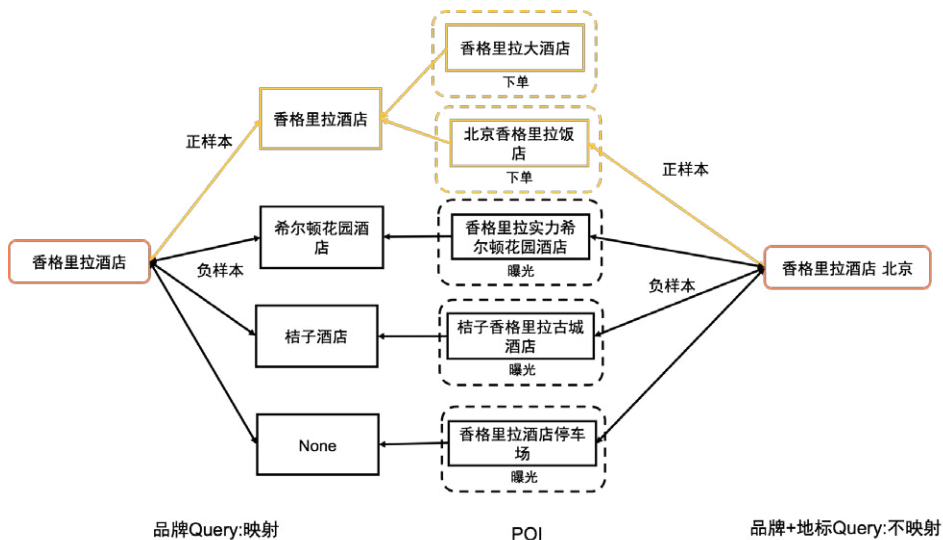 香格里拉大酒店
下单
香格里拉酒店
正样本
北京香格里拉饭
店
下单
正样本
希尔顿花园酒
店
香格里拉实力希
尔顿花园酒店
曝光
香格里拉酒店
负样本
负样本
香格里拉酒店 北京
桔子酒店
桔子香格里拉古城
酒店
曝光
None
香格里拉酒店停车
场
曝光
品牌Query:映射
POI
品牌+地标Query:不映射